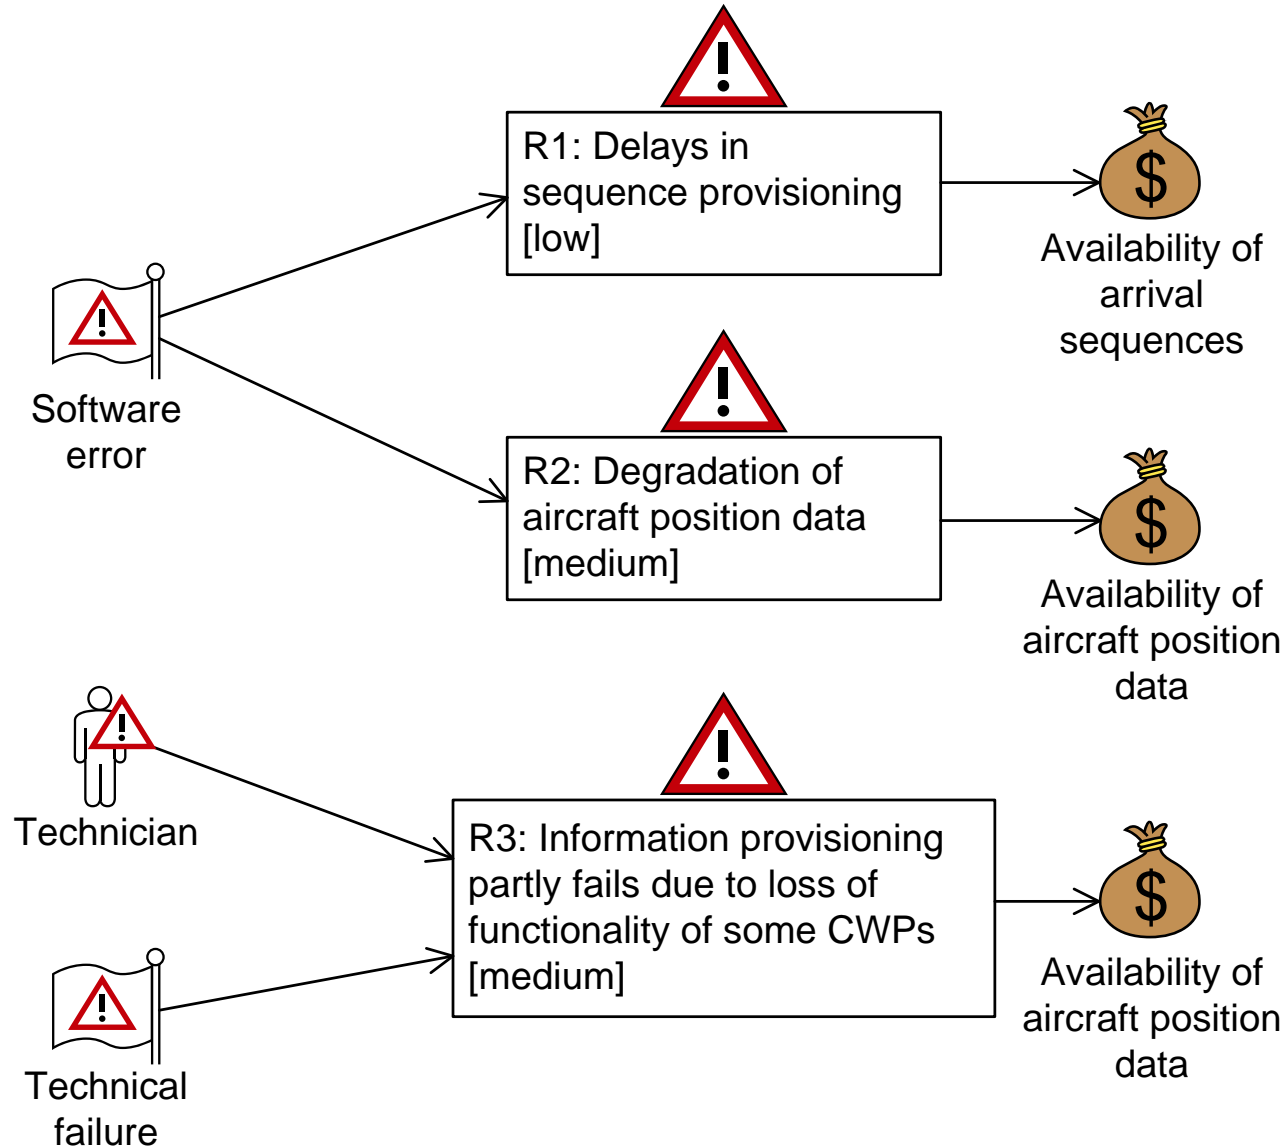 R1: Delays in
sequence provisioning
[low]
$
Availability of
arrival
sequences
Software
error
R2: Degradation of
aircraft position data
[medium]
$
Availability of
aircraft position
data
Technician
R3: Information provisioning
partly fails due to loss of
functionality of some CWPs
[medium]
$
Availability of
aircraft position
data
Technical
failure